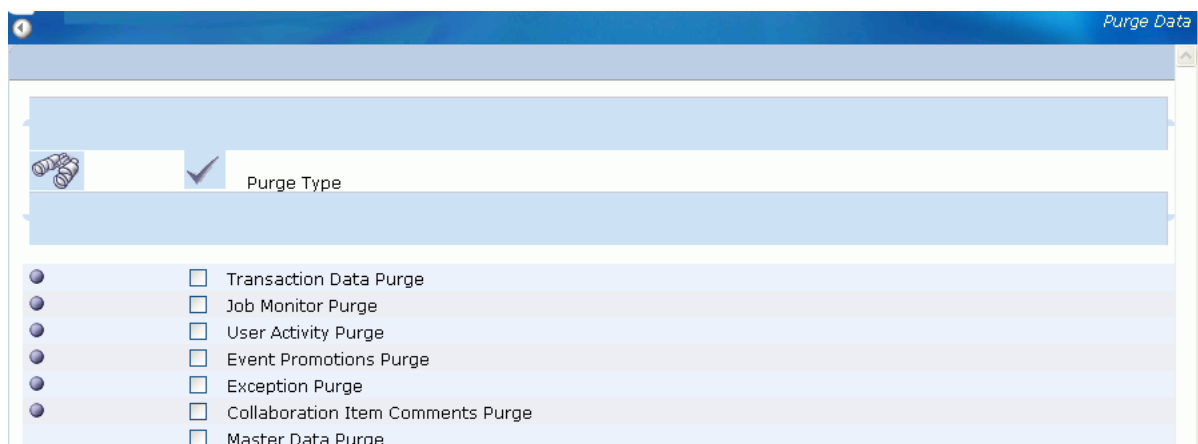 Purge Data
Purge Type
Transaction Data Purge
Job Monitor Purge
User Activity Purge
Event Promotions Purge
Exception Purge
Collaboration Item Comments Purge
Master Data Purge